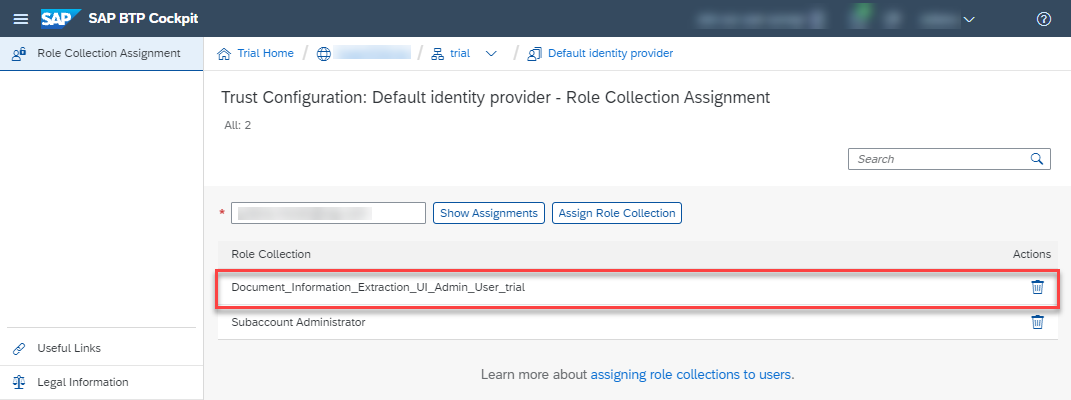 SAP SAP BTP Cockpit
Role Collection Assignment
Trial Home / / trial / Default identity provider
Trust Configuration: Default identity provider - Role Collection Assignment
All: 2
Search
* Show Assignments Assign Role Collection
Role Collection Actions
Document_Information_Extraction_UI_Admin_User_trial
Subaccount Administrator
Useful Links
Learn more about assigning role collections to users.
Legal Information